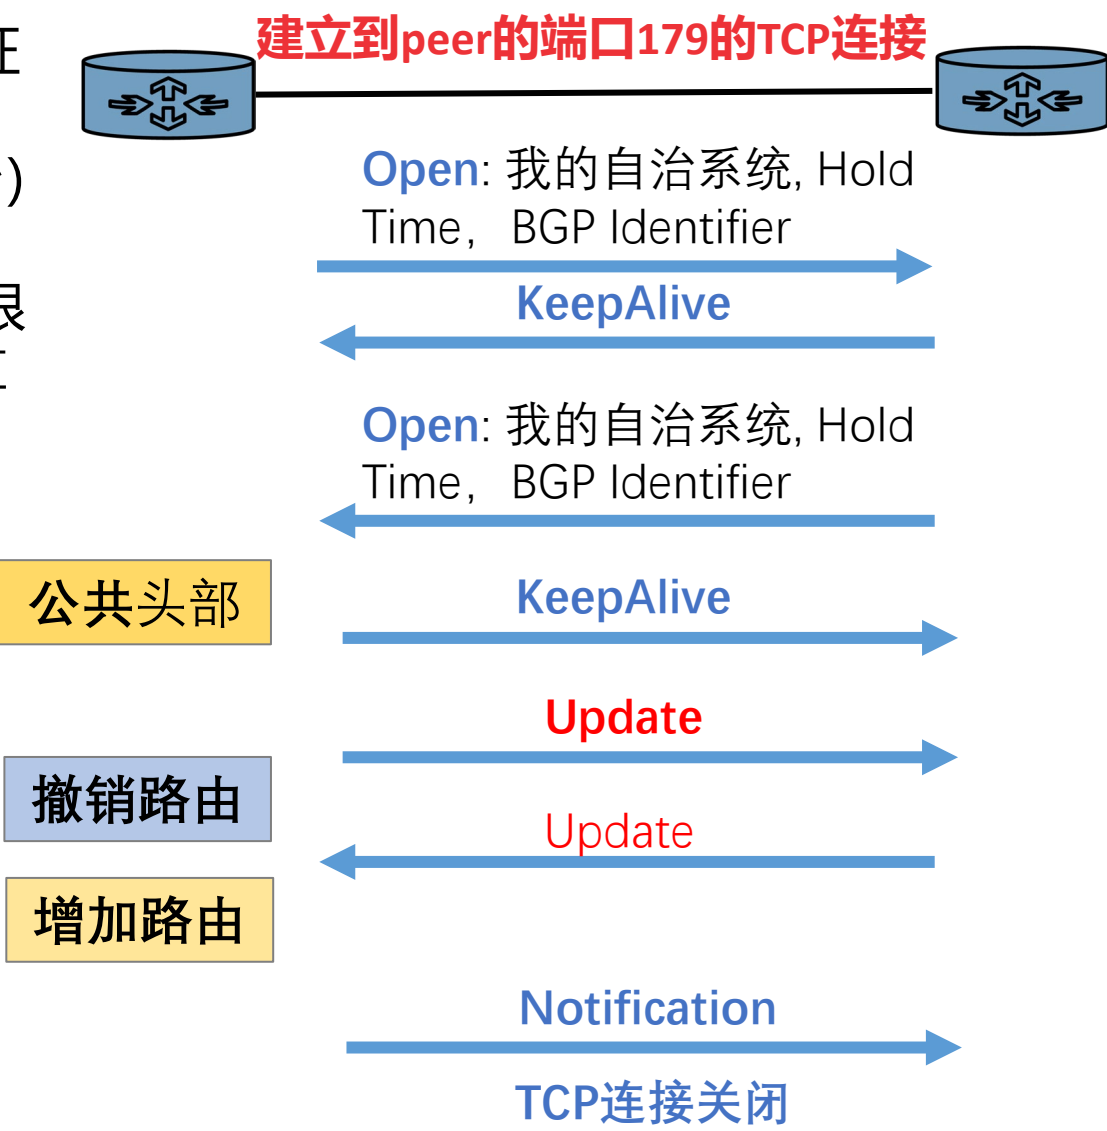 建立到peer的端口179的TCP连接
Open: 我的自治系统, Hold
Time， BGP Identifier
KeepAlive
Open: 我的自治系统, Hold
Time， BGP Identifier
公共头部
KeepAlive
Update
撤销路由
Update
增加路由
Notification
TCP连接关闭